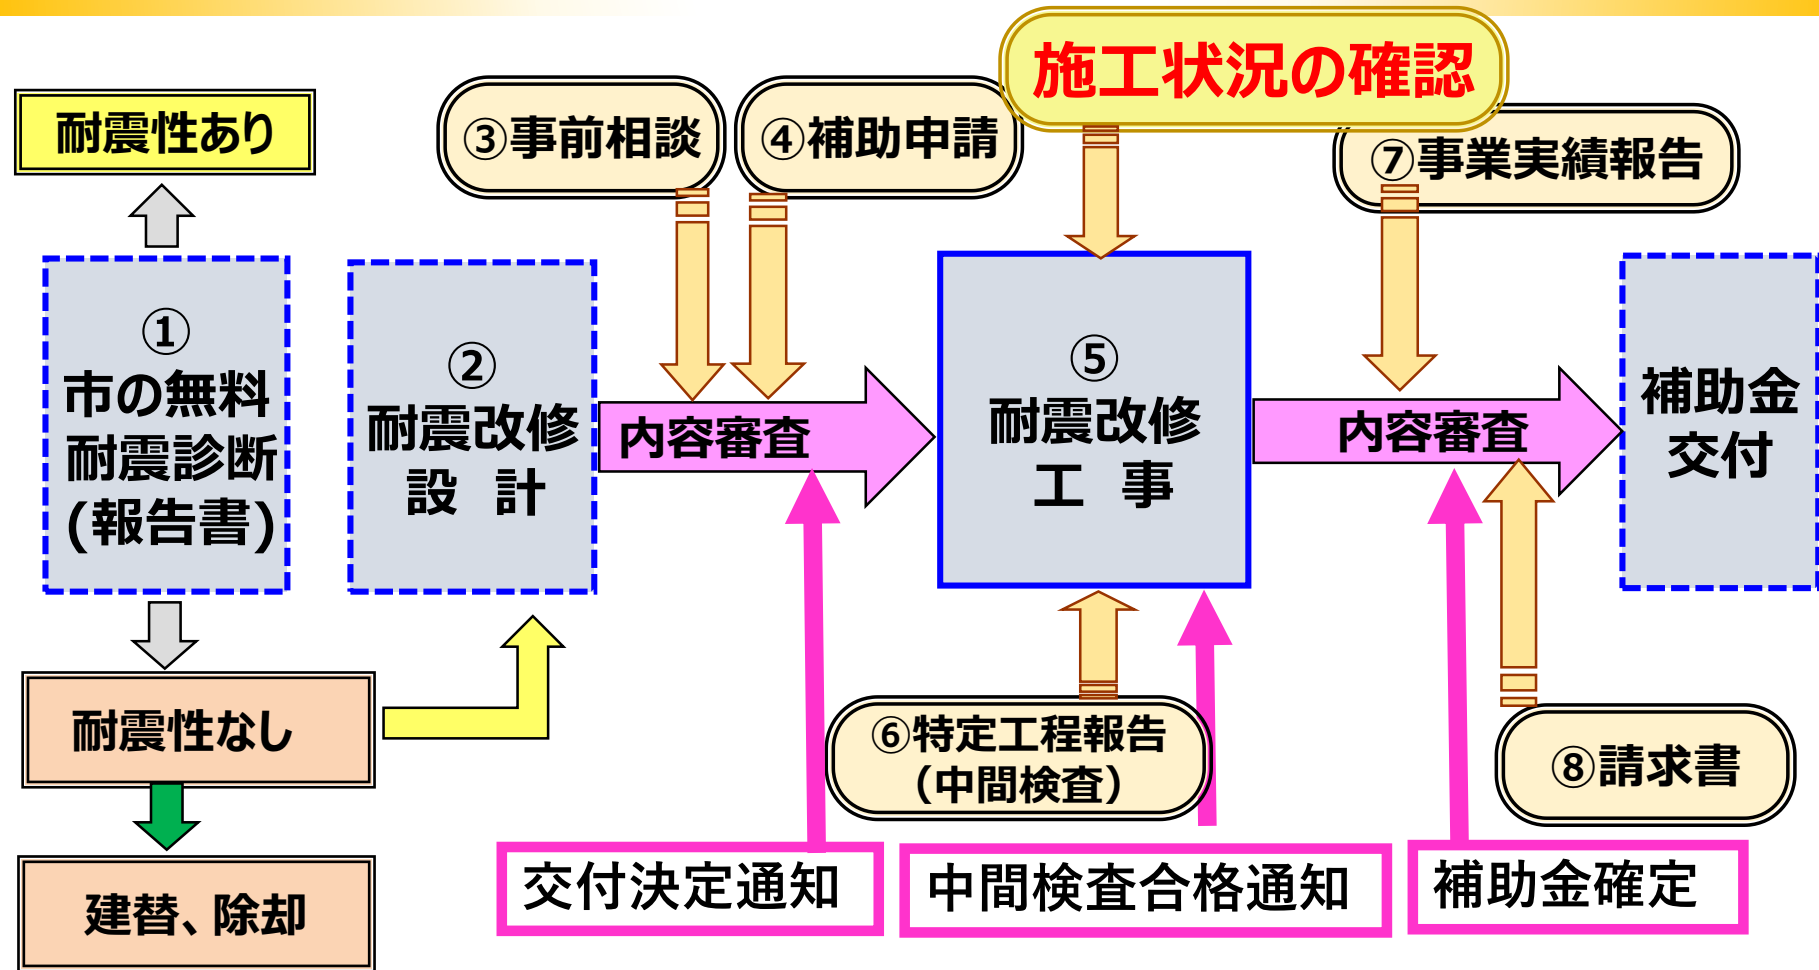 施工状況の確認
耐震性あり
③事前相談
④補助申請
⑦事業実績報告
①
市の無料
耐震診断
(報告書)
②
耐震改修
設 計
内容審査
⑤
耐震改修
工 事
内容審査
補助金
交付
耐震性なし
⑥特定工程報告
(中間検査)
⑧請求書
建替、除却
交付決定通知
中間検査合格通知
補助金確定